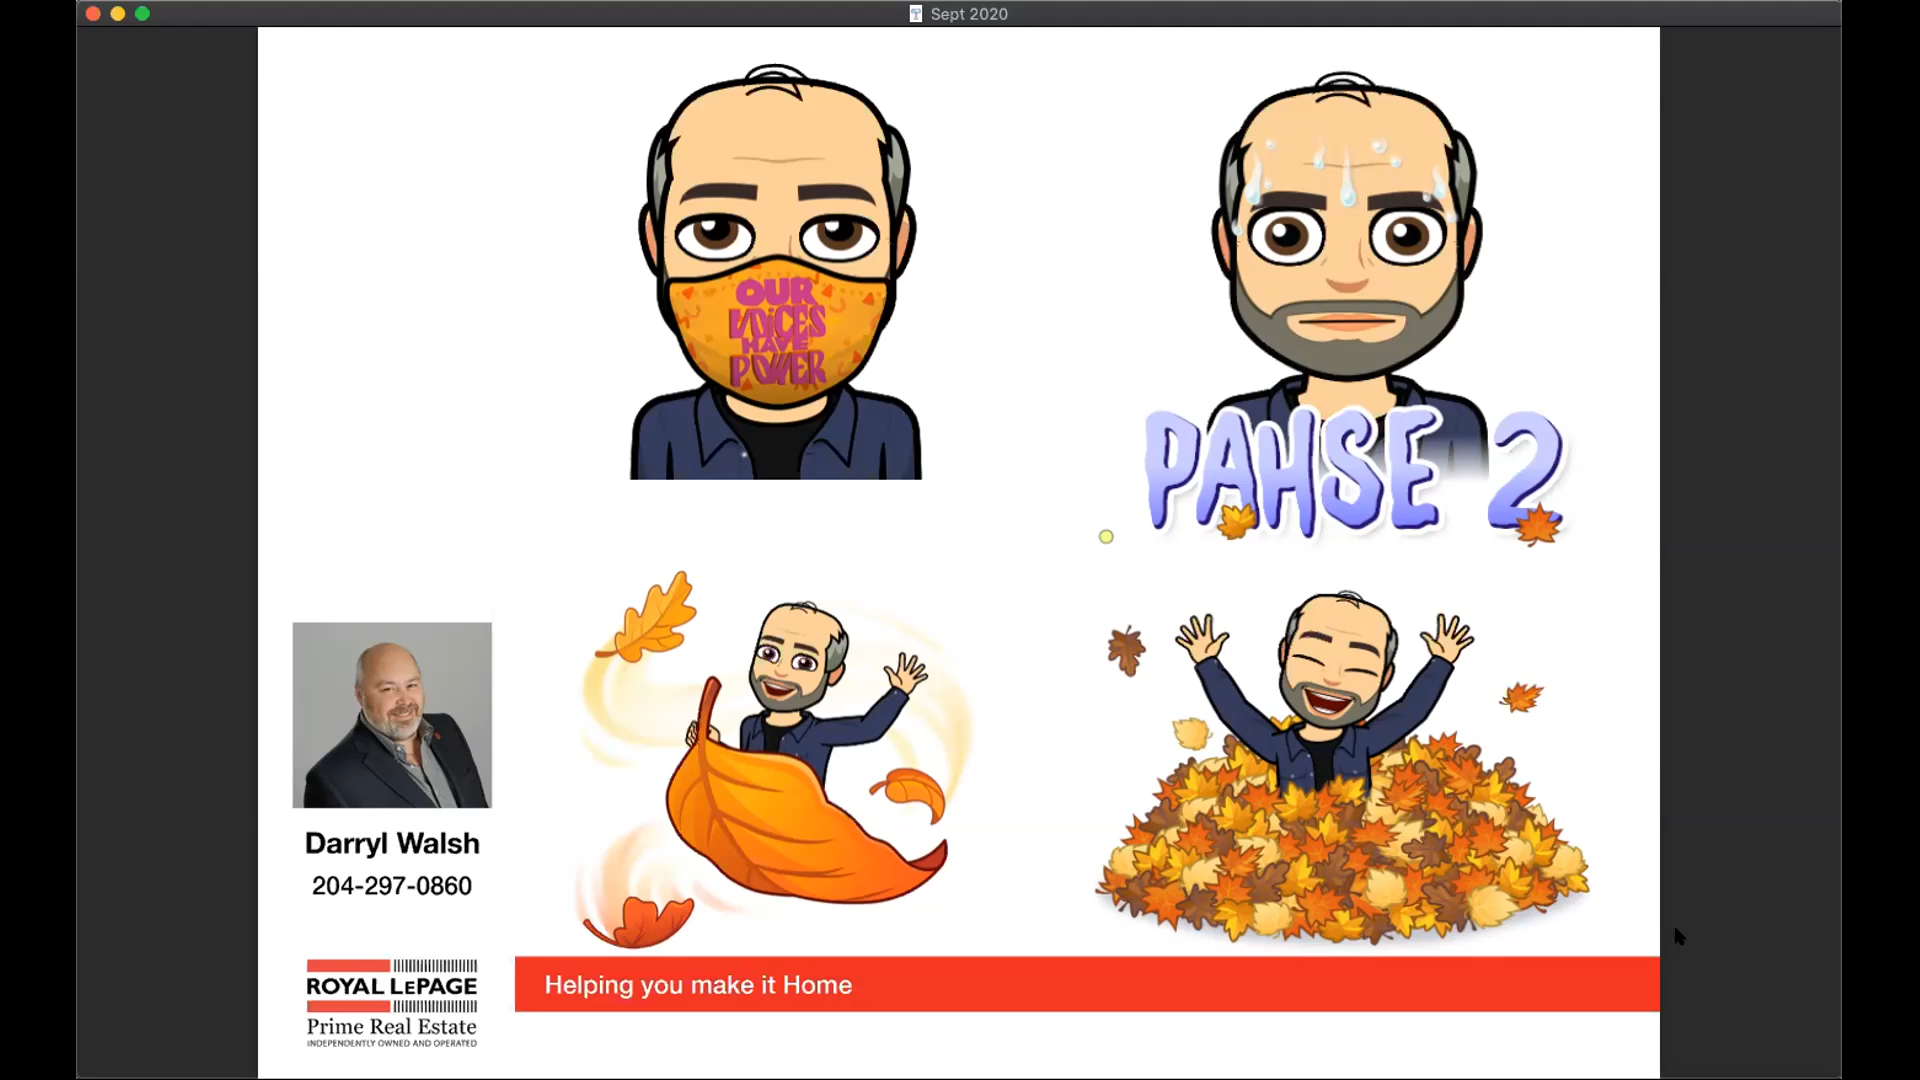 Sept 2020
OUR
VOICES
HAVE
POWER
PAHSE 2
Darryl Walsh
204-297-0860
ROYAL LEPAGE
Prime Real Estate
INDEPENDENTLY OWNED AND OPERATED
Helping you make it Home